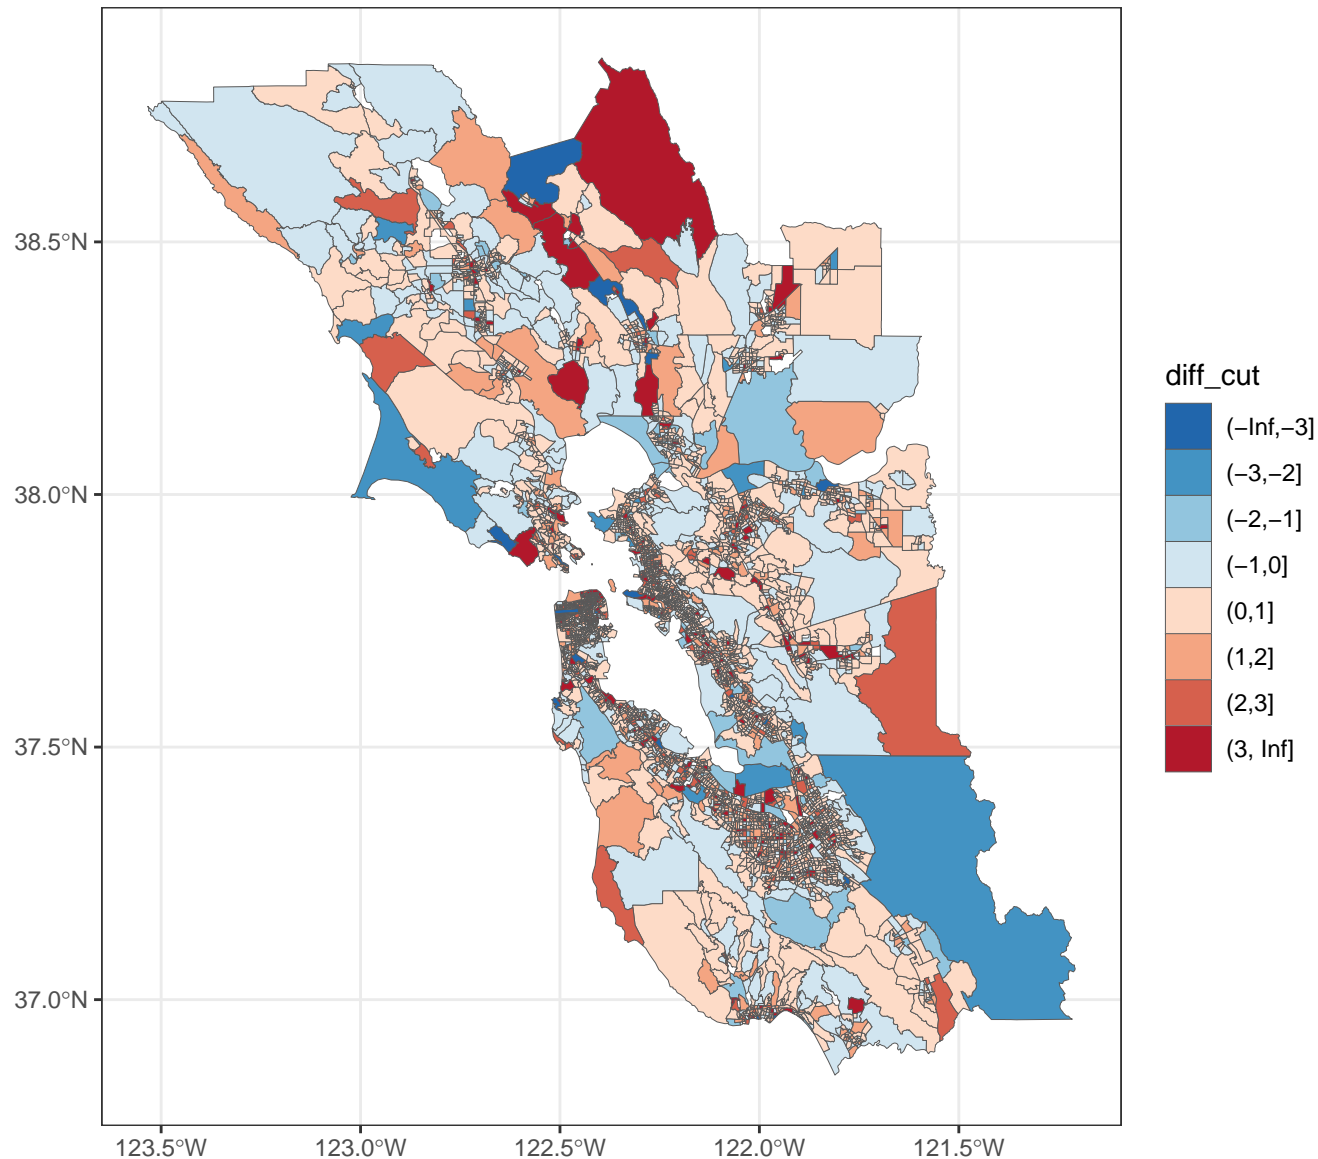 38.5°N
38.0°N
37.5°N
37.0°N
123.5°W
123.0°W
122.5°W
122.0°W
121.5°W
diff_cut
(−Inf,−3]
(−3,−2]
(−2,−1]
(−1,0]
(0,1]
(1,2]
(2,3]
(3, Inf]